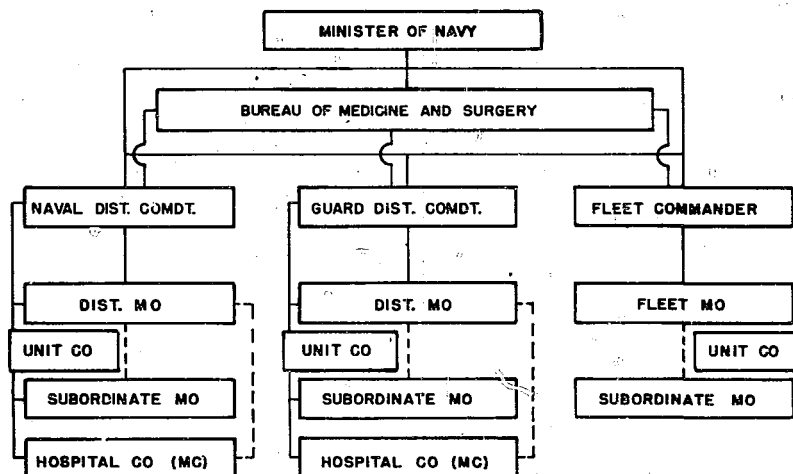 MINISTER OF NAVY
BUREAU OF MEDICINE AND SURGERY
NAVAL DIST. COMDT.
GUARD DIST. COMDT.
FLEET COMMANDER
DIST. MO
DIST. MO
FLEET MO
UNIT CO
UNIT CO
UNIT CO
SUBORDINATE MO
SUBORDINATE MO
SUBORDINATE MO
HOSPITAL CO (MC)
HOSPITAL CO (MC)